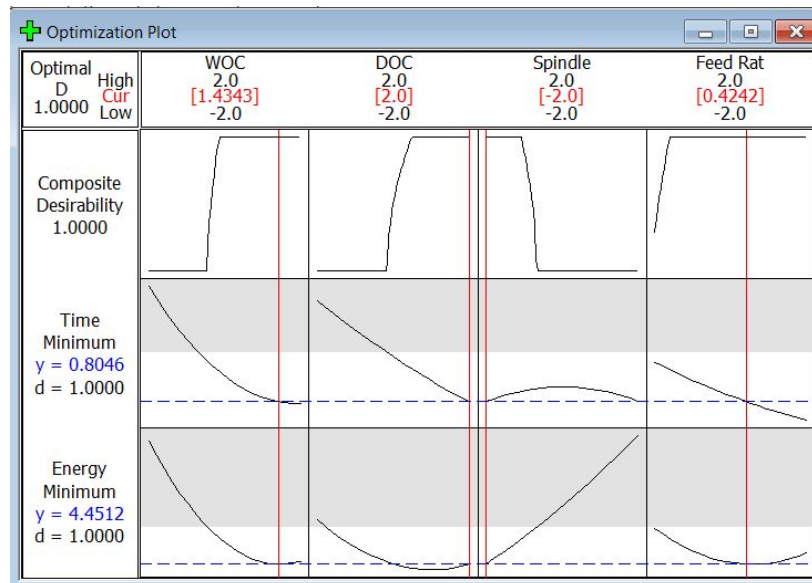 Optimization Plot
Optimal
D
1.0000
High
Cur
Low
WOC
2.0
[1.4343]
-2.0
DOC
2.0
[2.0]
-2.0
Spindle
2.0
[-2.0]
-2.0
Feed Rat
2.0
[0.4242]
-2.0
Composite
Desirability
1.0000
Time
Minimum
y = 0.8046
d = 1.0000
Energy
Minimum
y = 4.4512
d = 1.0000